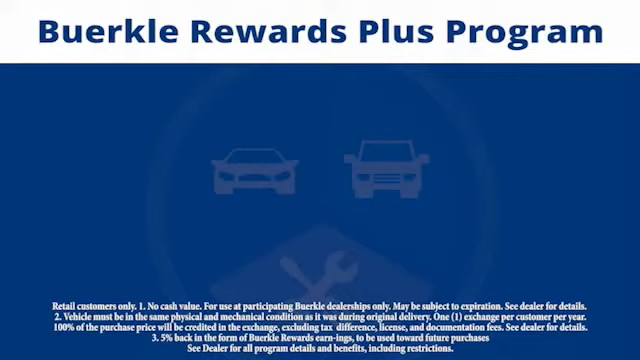 Buerkle Rewards Plus Program
Retail customers only. 1. No cash value. For use at participating Buerkle dealerships only. May be subject to expiration. See dealer for details.
2. Vehicle must be in the same physical and mechanical condition as it was during original delivery. One (1) exchange per customer per year.
100% of the purchase price will be credited in the exchange, excluding tax difference, license, and documentation fees. See dealer for details.
3. 5% back in the form of Buerkle Rewards earn-ings, to be used toward future purchases
See Dealer for all program details and benefits, including restrictions.